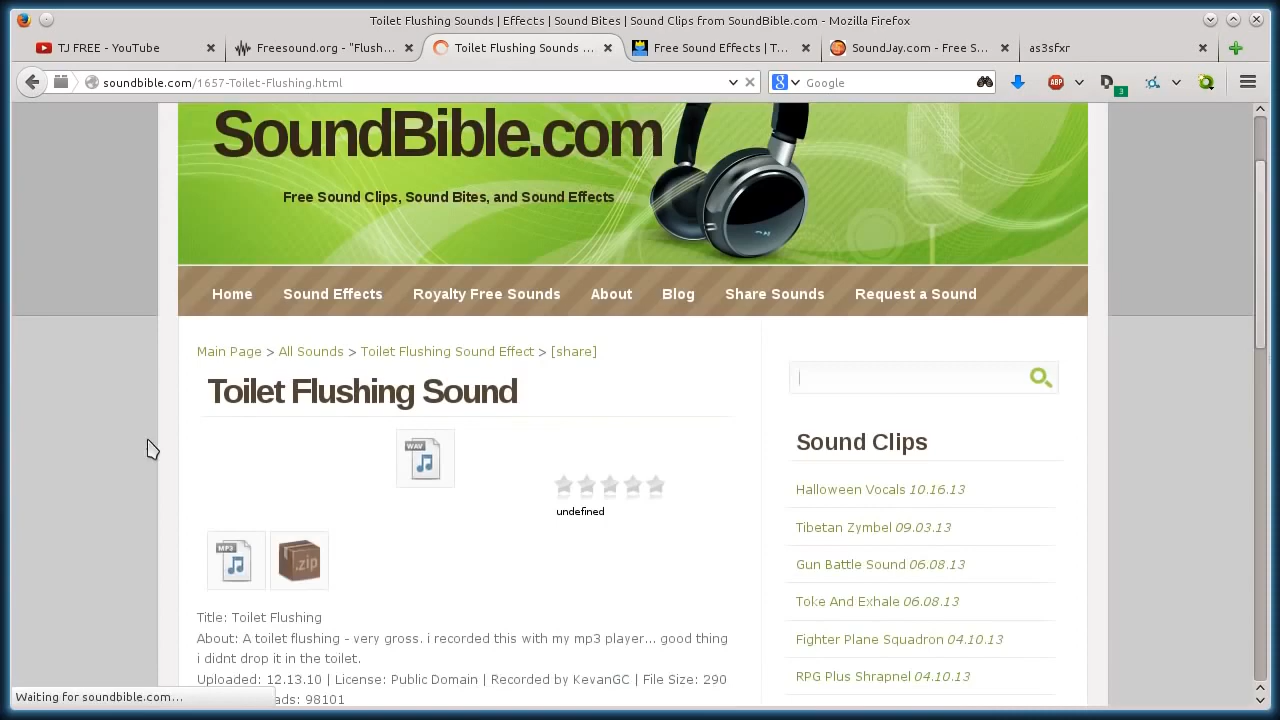 Toilet Flushing Sounds | Effects | Sound Bites | Sound Clips from SoundBible.com - Mozilla Firefox
TJ FREE - YouTube
Freesound.org - "Flush...
Toilet Flushing Sounds ...
Free Sound Effects | T...
SoundJay.com - Free S...
as3sfxr
soundbible.com/1657-Toilet-Flushing.html
8
Google
ABP
D
3
SoundBible.com
Free Sound Clips, Sound Bites, and Sound Effects
Home
Sound Effects
Royalty Free Sounds
About
Blog
Share Sounds
Request a Sound
Main Page > All Sounds > Toilet Flushing Sound Effect > [share]
Toilet Flushing Sound
WAV
undefined
MP3
.zip
Title: Toilet Flushing
About: A toilet flushing - very gross. i recorded this with my mp3 player... good thing
i didnt drop it in the toilet.
Uploaded: 12.13.10 | License: Public Domain | Recorded by KevanGC | File Size: 290
ads: 98101
Sound Clips
Halloween Vocals 10.16.13
Tibetan Zymbel 09.03.13
Gun Battle Sound 06.08.13
Toke And Exhale 06.08.13
Fighter Plane Squadron 04.10.13
RPG Plus Shrapnel 04.10.13
Waiting for soundbible.com...